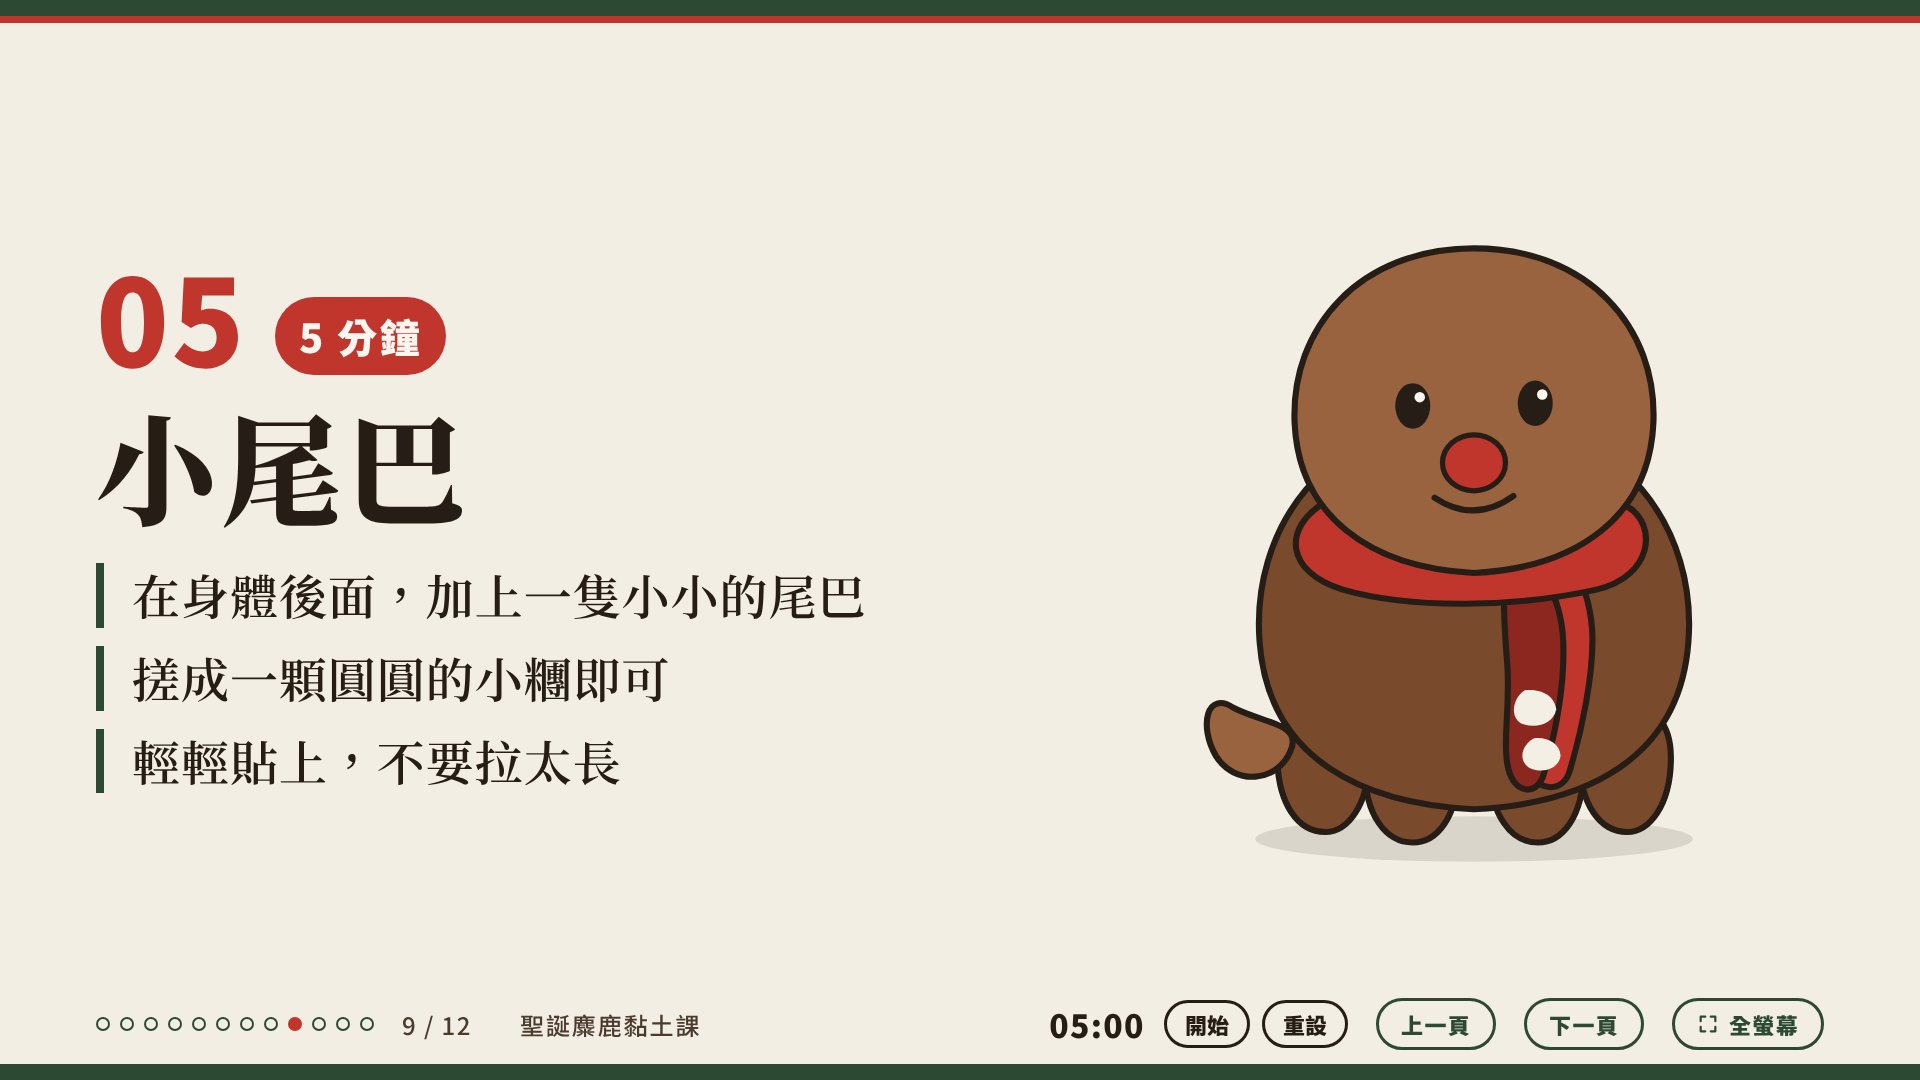 05
5 分鐘
小尾巴
在身體後面，加上一隻小小的尾巴
搓成一顆圓圓的小糰即可
輕輕貼上，不要拉太長
9 / 12
聖誕麋鹿黏土課
05:00
開始
重設
上一頁
下一頁
全螢幕